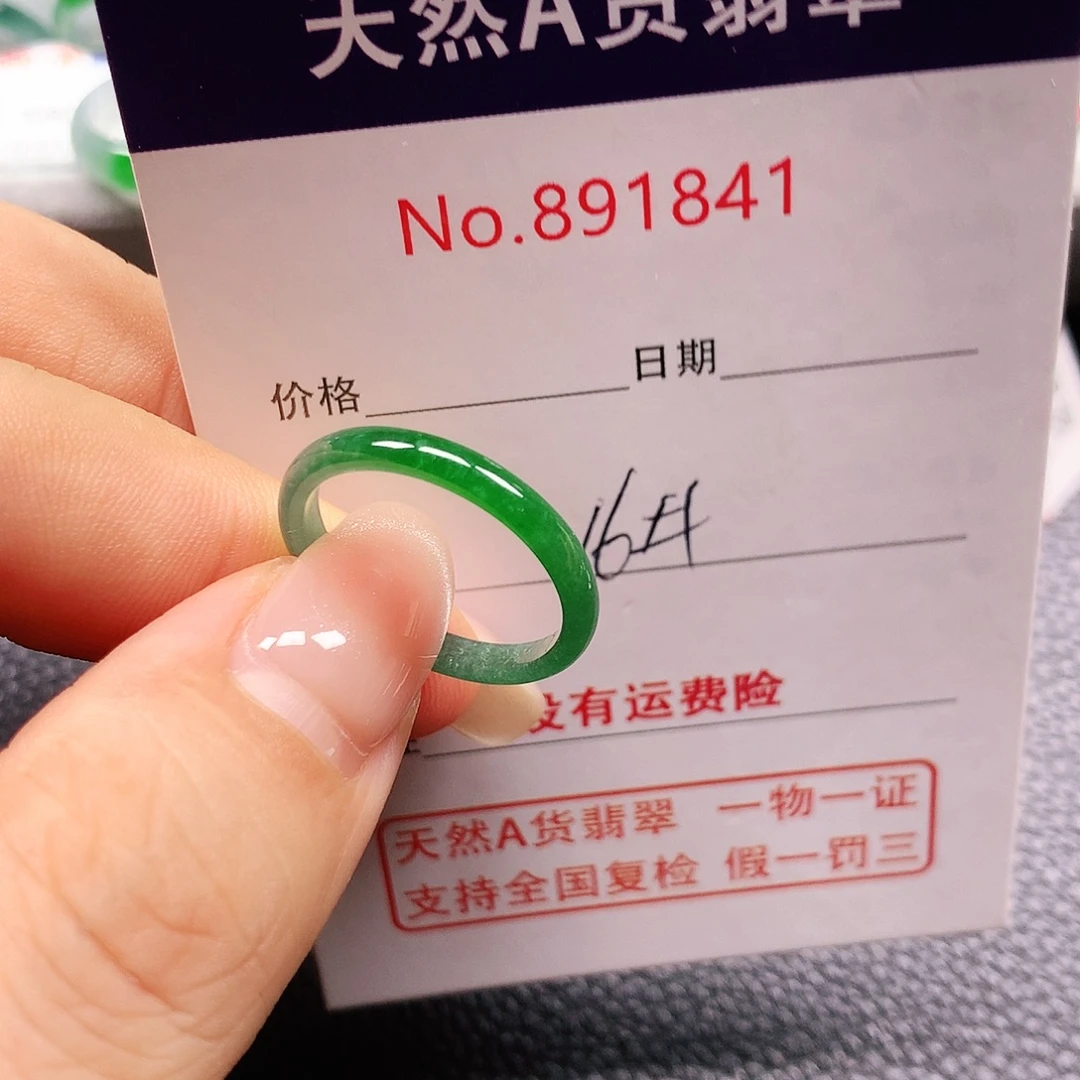 天然A货翡翠
No.891841
价格 日期
16#
没有运费险
天然A货翡翠 一物一证
支持全国复检 假一罚三